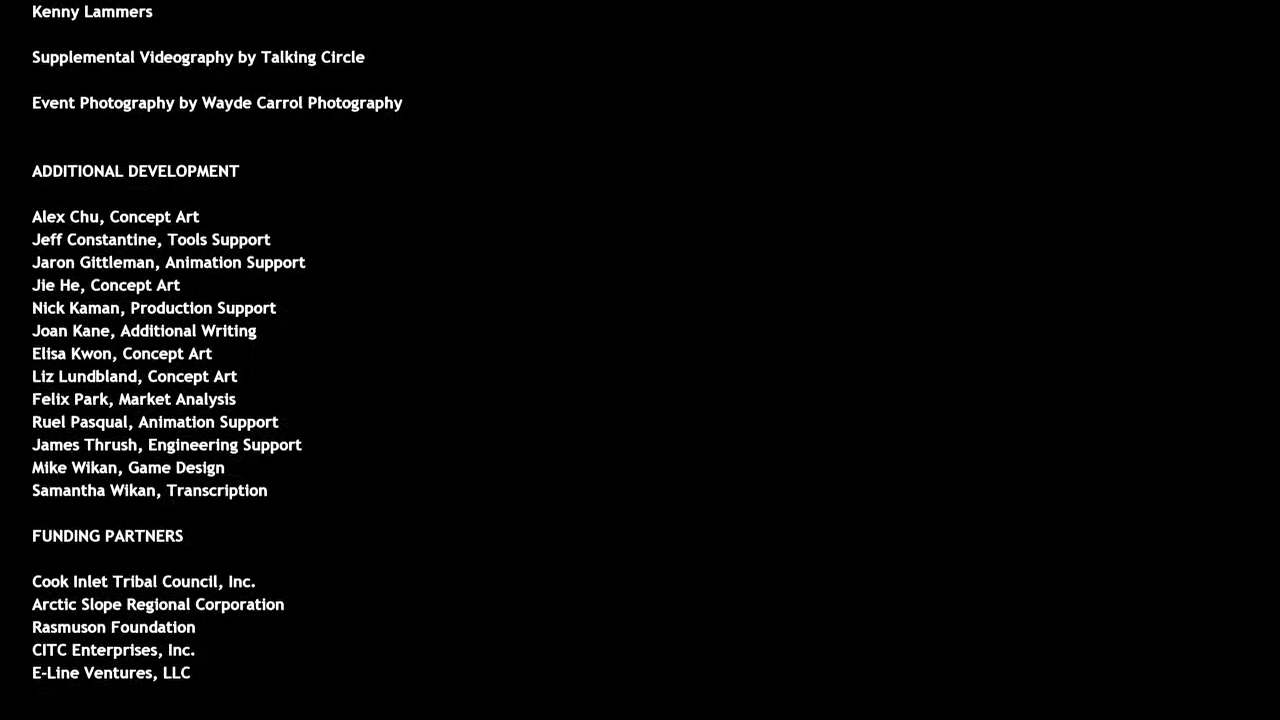 Kenny Lammers
Supplemental Videography by Talking Circle
Event Photography by Wayde Carrol Photography
ADDITIONAL DEVELOPMENT
Alex Chu, Concept Art
Jeff Constantine, Tools Support
Jaron Gittleman, Animation Support
Jie He, Concept Art
Nick Kaman, Production Support
Joan Kane, Additional Writing
Elisa Kwon, Concept Art
Liz Lundbland, Concept Art
Felix Park, Market Analysis
Ruel Pasqual, Animation Support
James Thrush, Engineering Support
Mike Wikan, Game Design
Samantha Wikan, Transcription
FUNDING PARTNERS
Cook Inlet Tribal Council, Inc.
Arctic Slope Regional Corporation
Rasmuson Foundation
CITC Enterprises, Inc.
E-Line Ventures, LLC